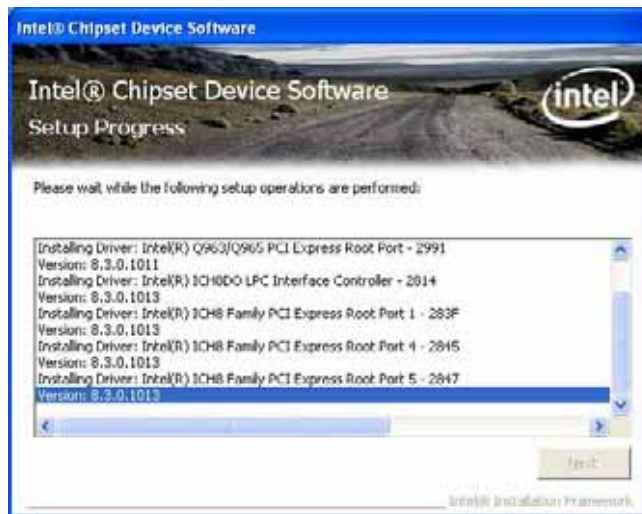 Intel® Chipset Device Software
Intel® Chipset Device Software
intel
Setup Progress
Please wait while the following setup operations are performed:
Installing Driver: Intel(R) Q963/Q965 PCI Express Root Port - 2991
Version: 8.3.0.1011
Installing Driver: Intel(R) ICH8DO LPC Interface Controller - 2814
Version: 8.3.0.1013
Installing Driver: Intel(R) ICH8 Family PCI Express Root Port 1 - 283F
Version: 8.3.0.1013
Installing Driver: Intel(R) ICH8 Family PCI Express Root Port 4 - 2845
Version: 8.3.0.1013
Installing Driver: Intel(R) ICH8 Family PCI Express Root Port 5 - 2847
Version: 8.3.0.1013
Next
Intel® Installation Framework